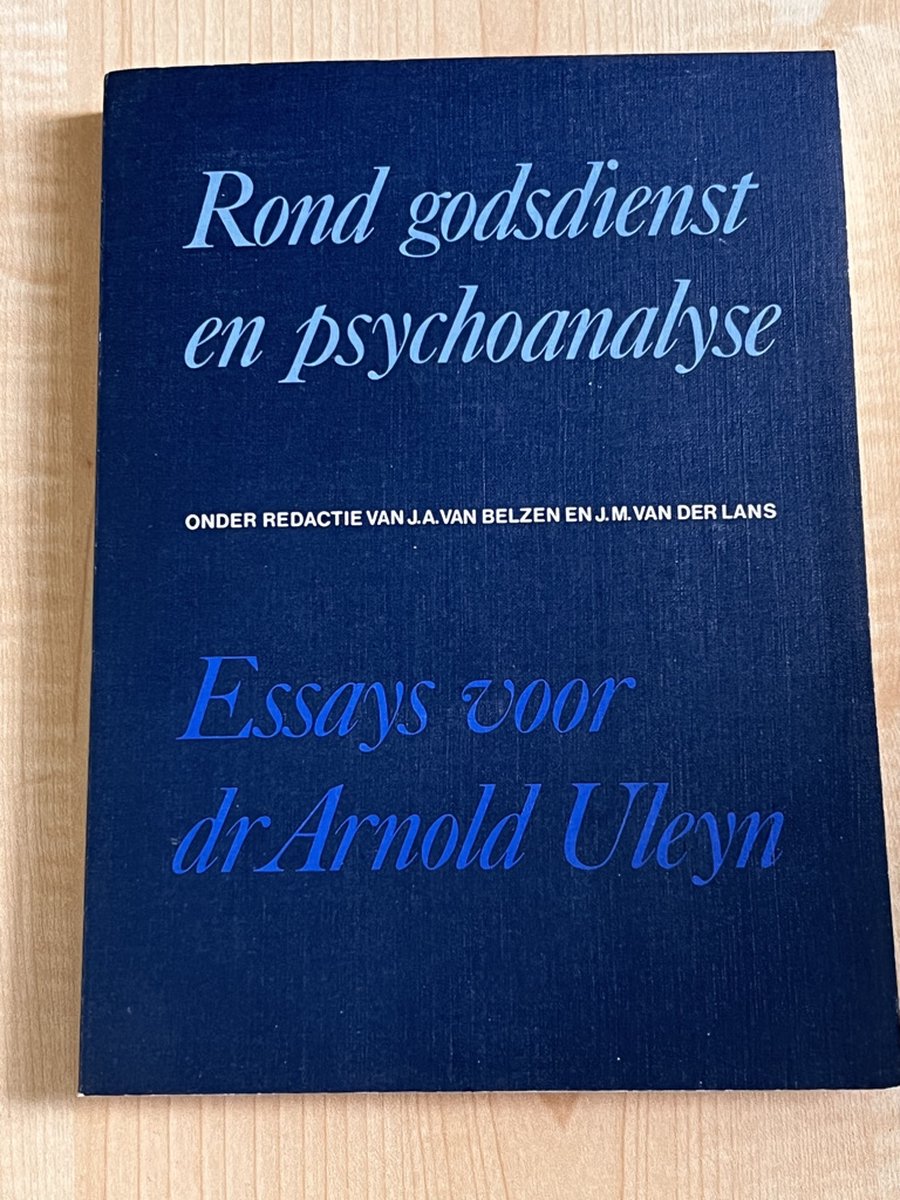 Rond godsdienst
en psychoanalyse
ONDER REDACTIE VAN J.A. VAN BELZEN EN J.M. VAN DER LANS
Essays voor
dr Arnold Uleyn